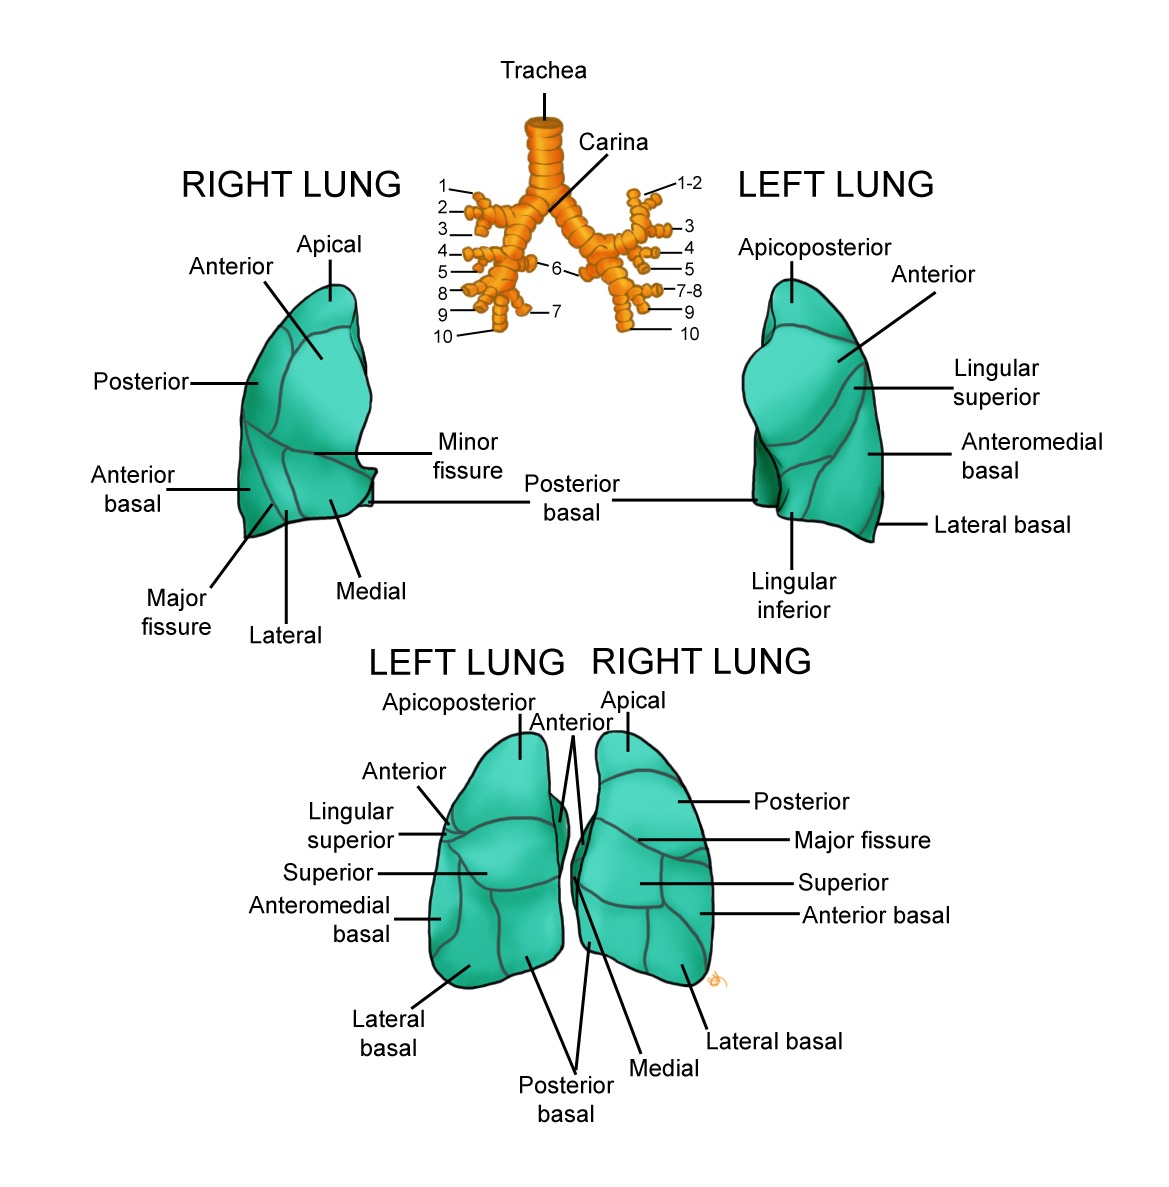 Trachea
Carina
RIGHT LUNG
LEFT LUNG
1
2
3
4
5
8
9
10
6
7
1-2
3
4
5
7-8
9
10
Apical
Anterior
Posterior
Anterior
basal
Major
fissure
Lateral
Medial
Minor
fissure
Posterior
basal
Apicoposterior
Anterior
Lingular
superior
Anteromedial
basal
Lateral basal
Lingular
inferior
LEFT LUNG
RIGHT LUNG
Apicoposterior
Anterior
Apical
Anterior
Lingular
superior
Superior
Anteromedial
basal
Lateral
basal
Posterior
basal
Posterior
Major fissure
Superior
Anterior basal
Lateral basal
Medial